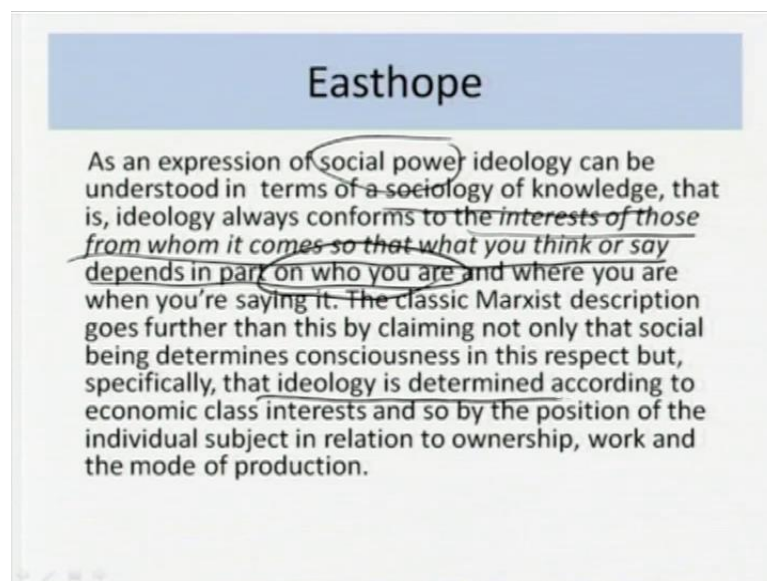 Easthope
As an expression of social power ideology can be
understood in terms of a sociology of knowledge, that
is, ideology always conforms to the interests of those
from whom it comes so that what you think or say
depends in part on who you are and where you are
when you're saying it. The classic Marxist description
goes further than this by claiming not only that social
being determines consciousness in this respect but,
specifically, that ideology is determined according to
economic class interests and so by the position of the
individual subject in relation to ownership, work and
the mode of production.